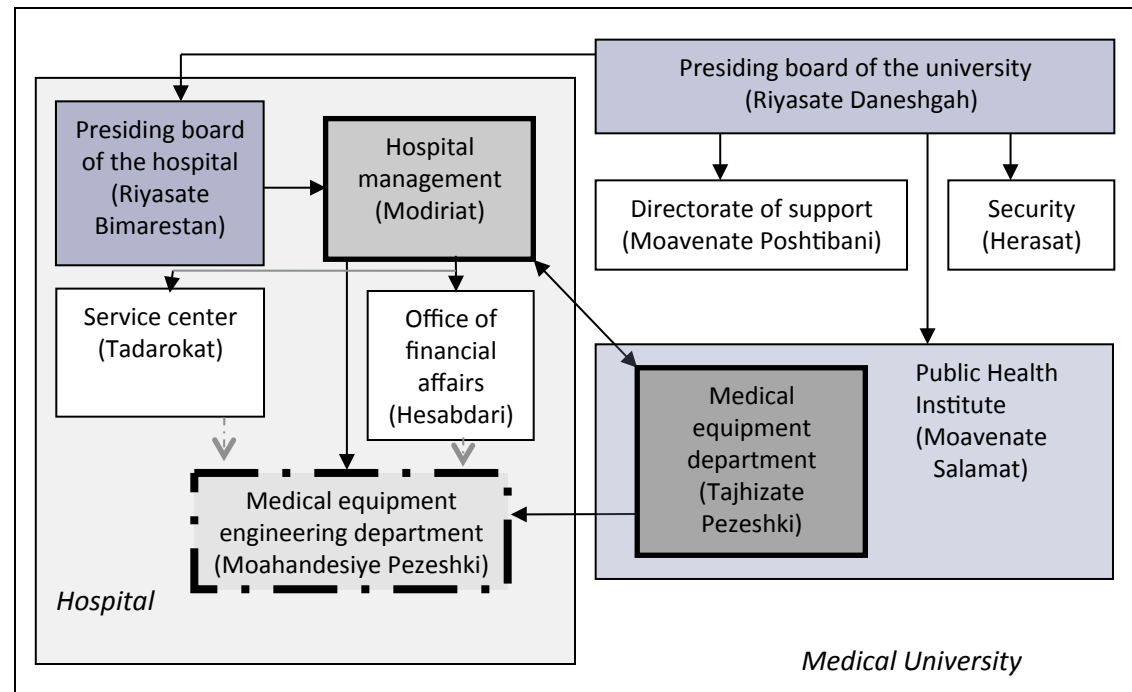 Presiding board of the university
(Riyasate Daneshgah)
Presiding board
of the hospital
(Riyasate
Bimarestan)
Hospital
management
(Modiriat)
Directorate of support
(Moavenate Poshtibani)
Security
(Herasat)
Service center
(Tadarokat)
Office of
financial
affairs
(Hesabdari)
Medical
equipment
department
(Tajhizate
Pezeshki)
Public Health
Institute
(Moavenate
Salamat)
Medical equipment
engineering department
(Moahandesiye Pezeshki)
Hospital
Medical University